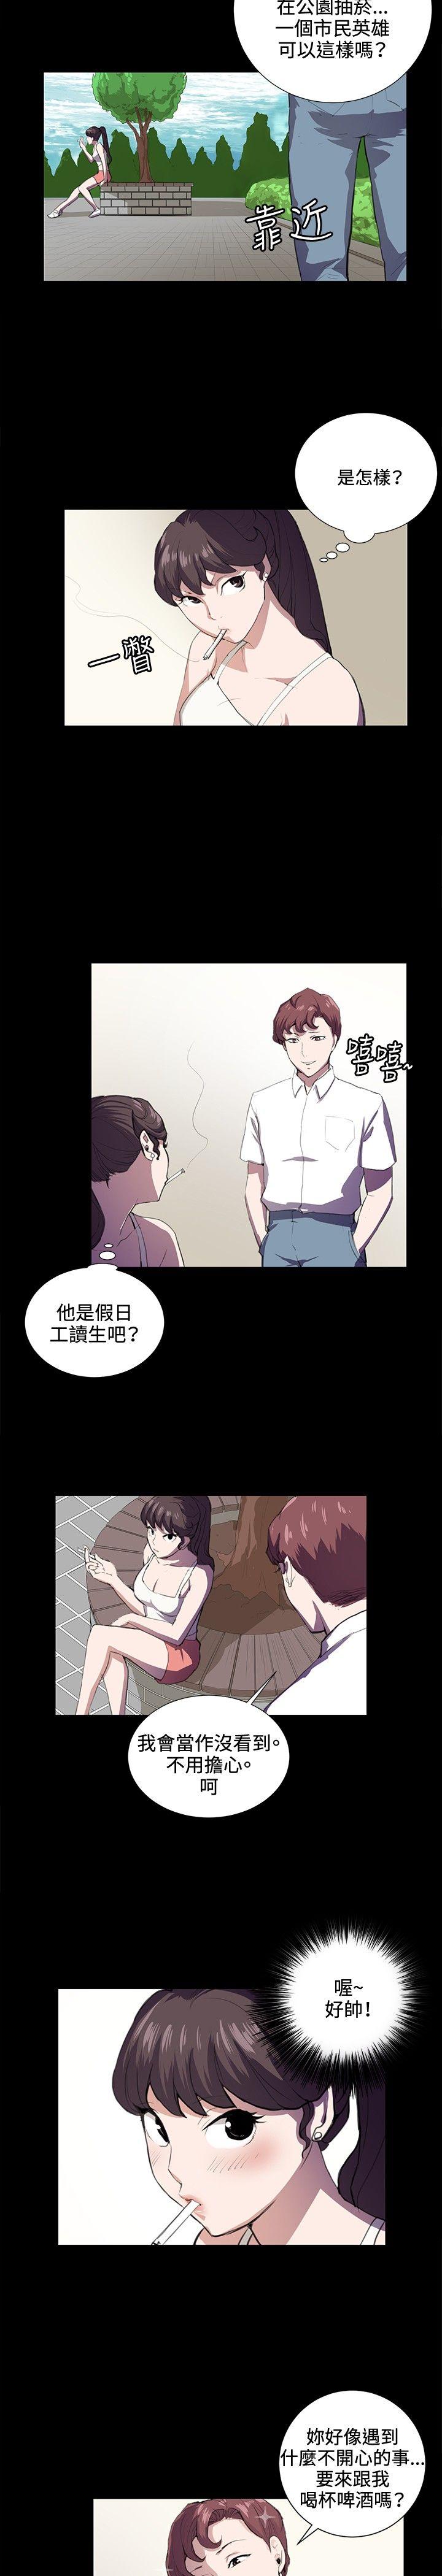 在公園抽菸...
一個市民英雄
可以這樣嗎?
靠近
是怎樣?
一瞥
嘻嘻~
他是假日
工讀生吧?
我會當作沒看到。
不用擔心。
呵
喔~
好帥!
妳好像遇到
什麼不開心的事...
要來跟我
喝杯啤酒嗎?